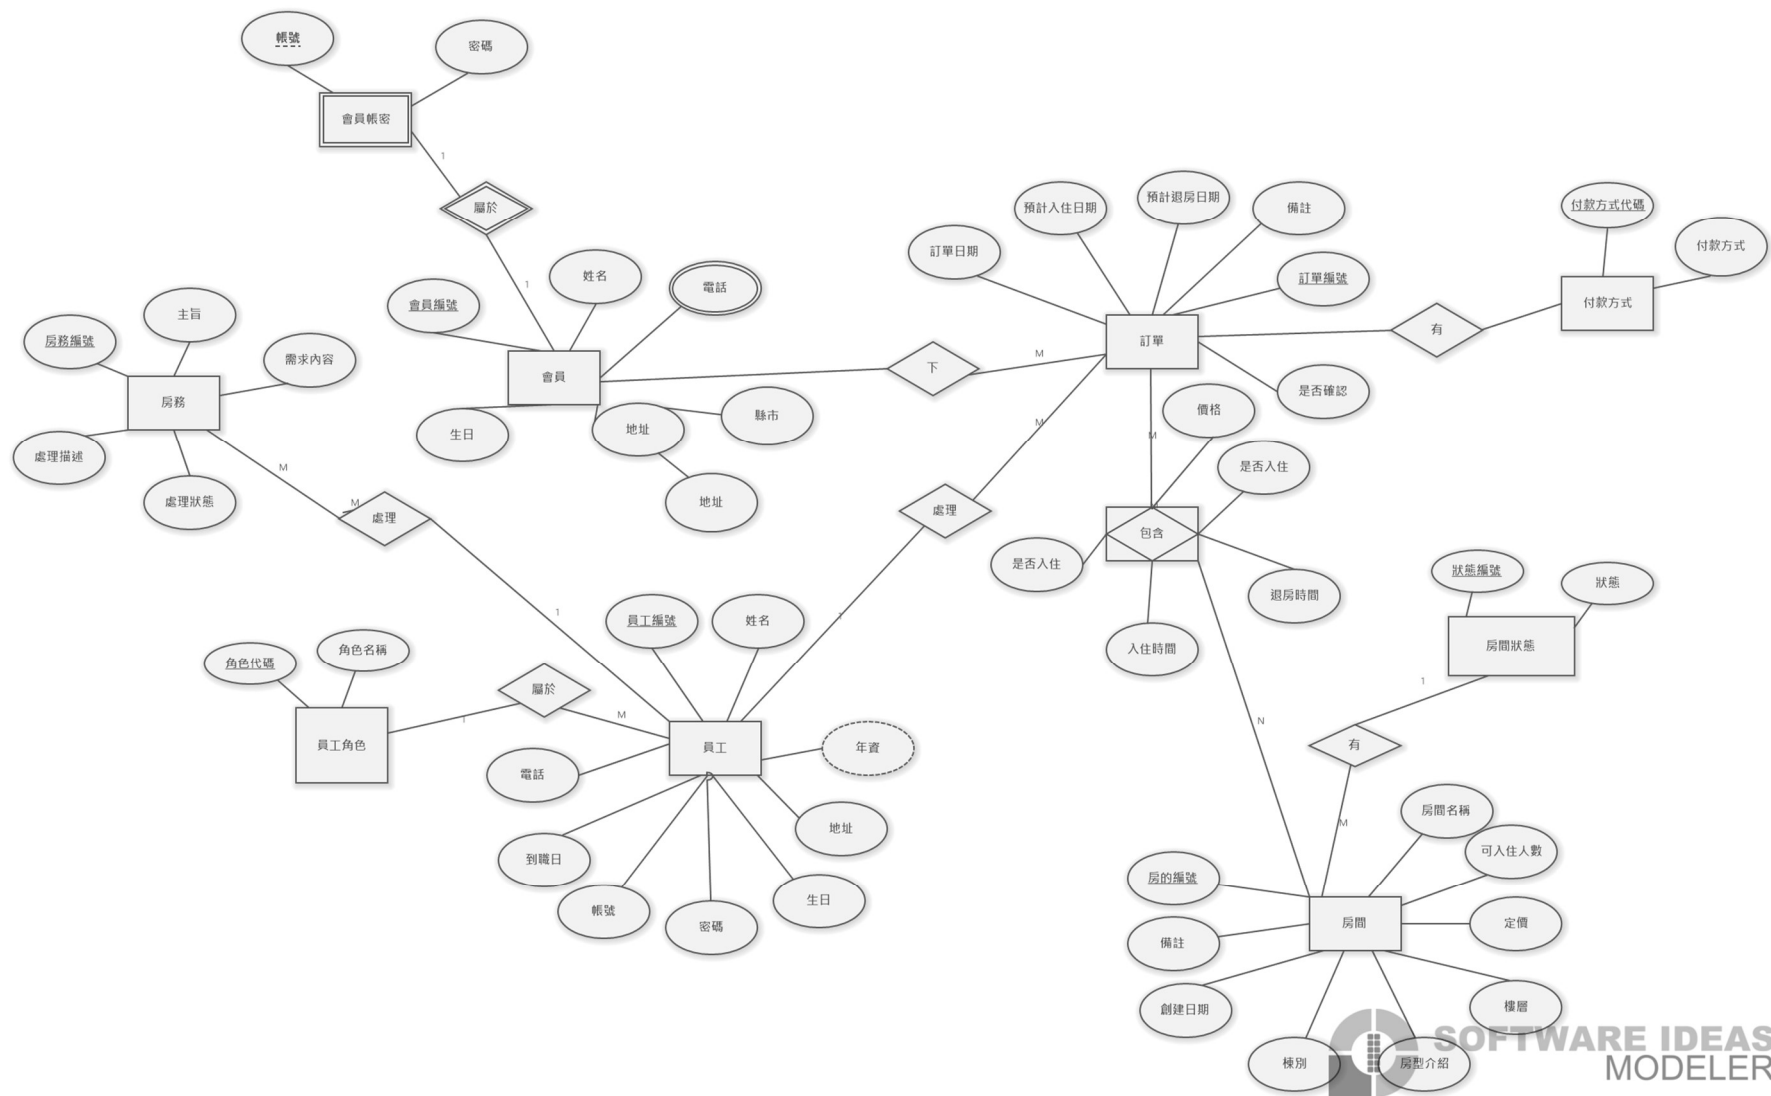 帳號
密碼
會員帳密
1
屬於
1
會員編號
姓名
電話
會員
生日
地址
縣市
地址
下
M
房務編號
主旨
需求內容
房務
處理描述
處理狀態
M
M
處理
1
訂單日期
預計入住日期
預計退房日期
備註
訂單編號
訂單
是否確認
有
付款方式代碼
付款方式
付款方式
M
處理
1
M
價格
是否入住
包含
是否入住
退房時間
入住時間
N
員工編號
姓名
員工
年資
電話
地址
到職日
帳號
密碼
生日
角色代碼
角色名稱
員工角色
1
屬於
M
狀態編號
狀態
房間狀態
1
有
M
房間名稱
可入住人數
房的編號
房間
定價
備註
創建日期
樓層
棟別
房型介紹
SOFTWARE IDEAS
MODELER